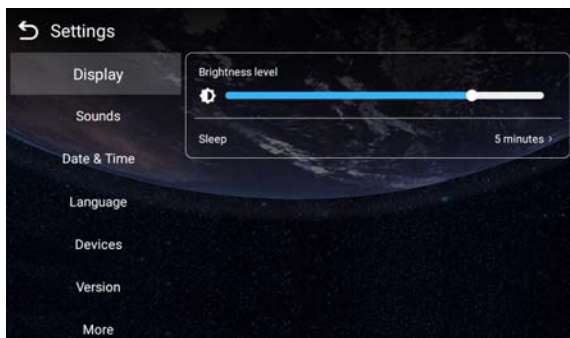 Settings
Display
Brightness level
Sounds
Sleep
5 minutes >
Date & Time
Language
Devices
Version
More